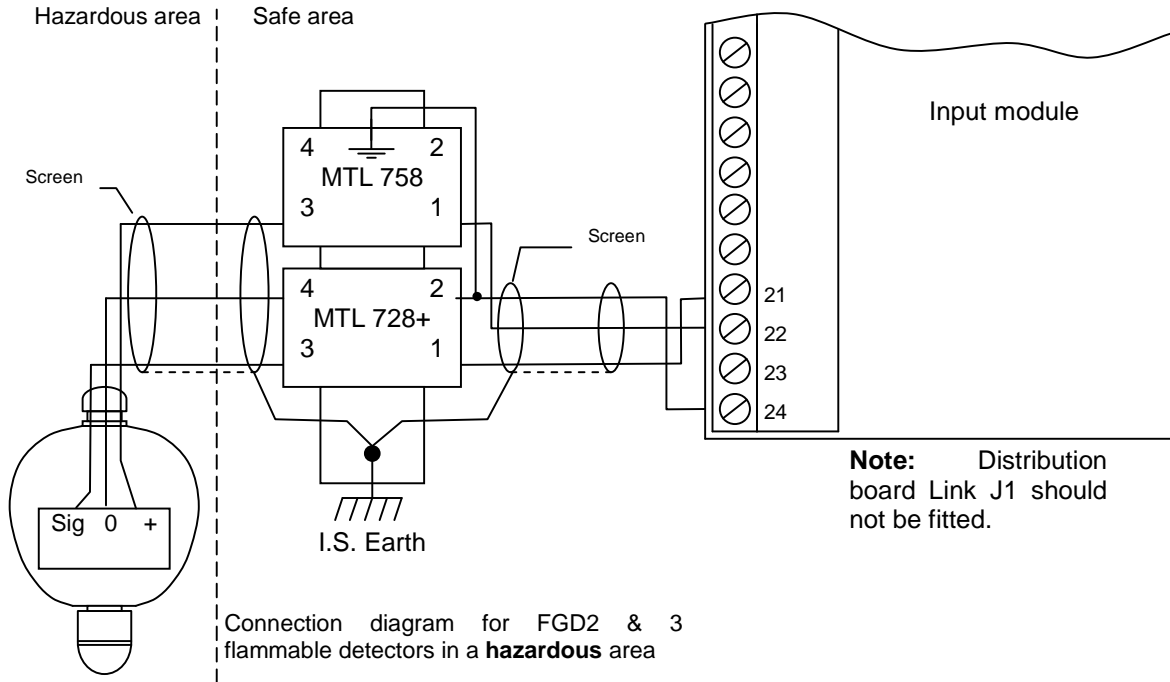 Hazardous area
Safe area
Input module
Screen
4 2
MTL 758
3 1
Screen
4 2
MTL 728+
3 1
21
22
23
24
Sig 0 +
I.S. Earth
Note: Distribution
board Link J1 should
not be fitted.
Connection diagram for FGD2 & 3
flammable detectors in a hazardous area